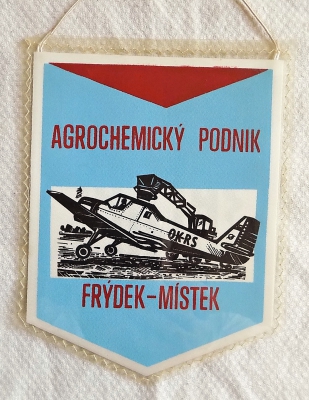 AGROCHEMICKÝ PODNIK
OK-RS
FRÝDEK-MÍSTEK